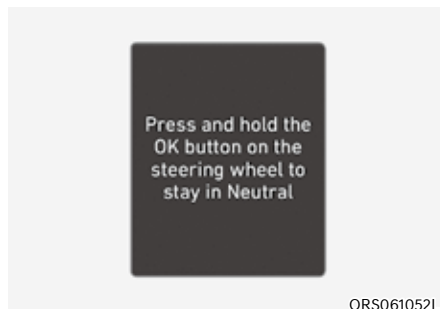 Press and hold the
OK button on the
steering wheel to
stay in Neutral
ORS061052L